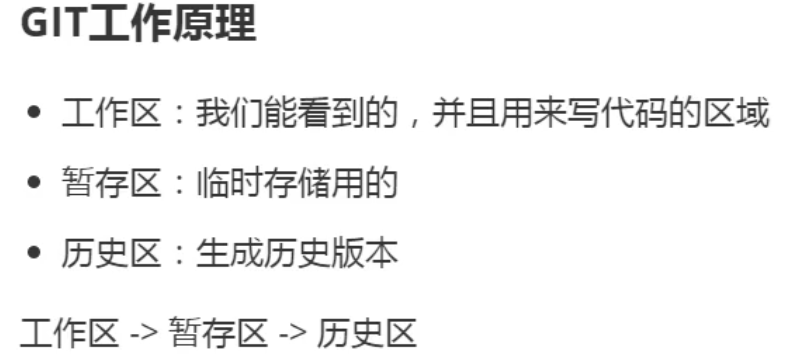 GIT工作原理
• 工作区：我们能看到的，并且用来写代码的区域
• 暂存区：临时存储用的
• 历史区：生成历史版本
工作区 -> 暂存区 -> 历史区